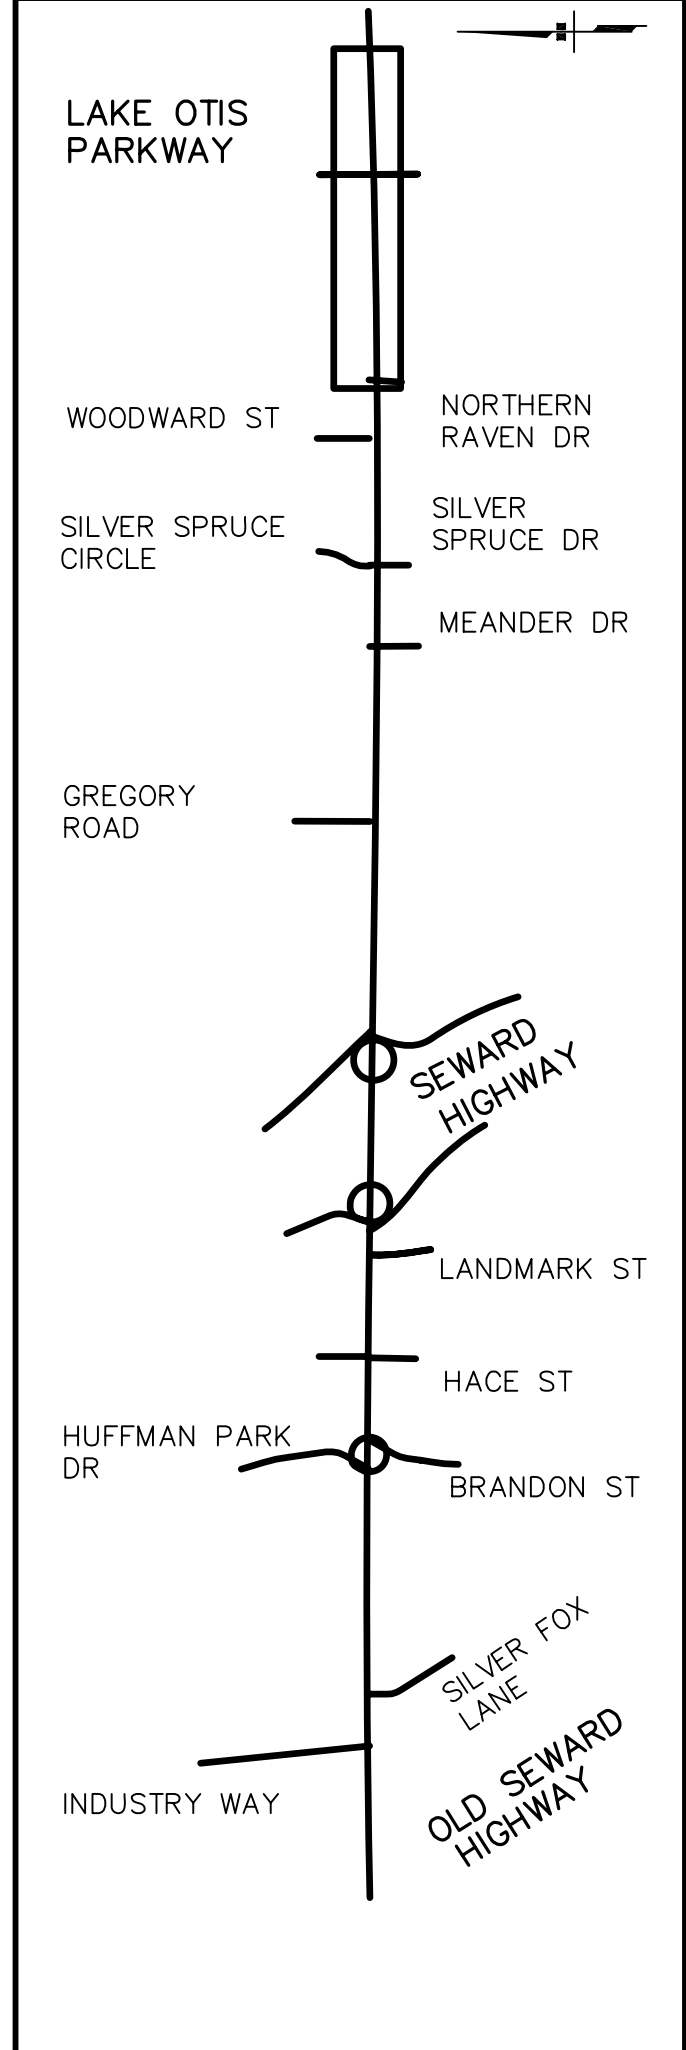 LAKE OTIS
PARKWAY
WOODWARD ST
NORTHERN
RAVEN DR
SILVER SPRUCE
CIRCLE
SILVER
SPRUCE DR
MEANDER DR
GREGORY
ROAD
SEWARD
HIGHWAY
LANDMARK ST
HACE ST
HUFFMAN PARK
DR
BRANDON ST
SILVER FOX
LANE
INDUSTRY WAY
OLD SEWARD
HIGHWAY